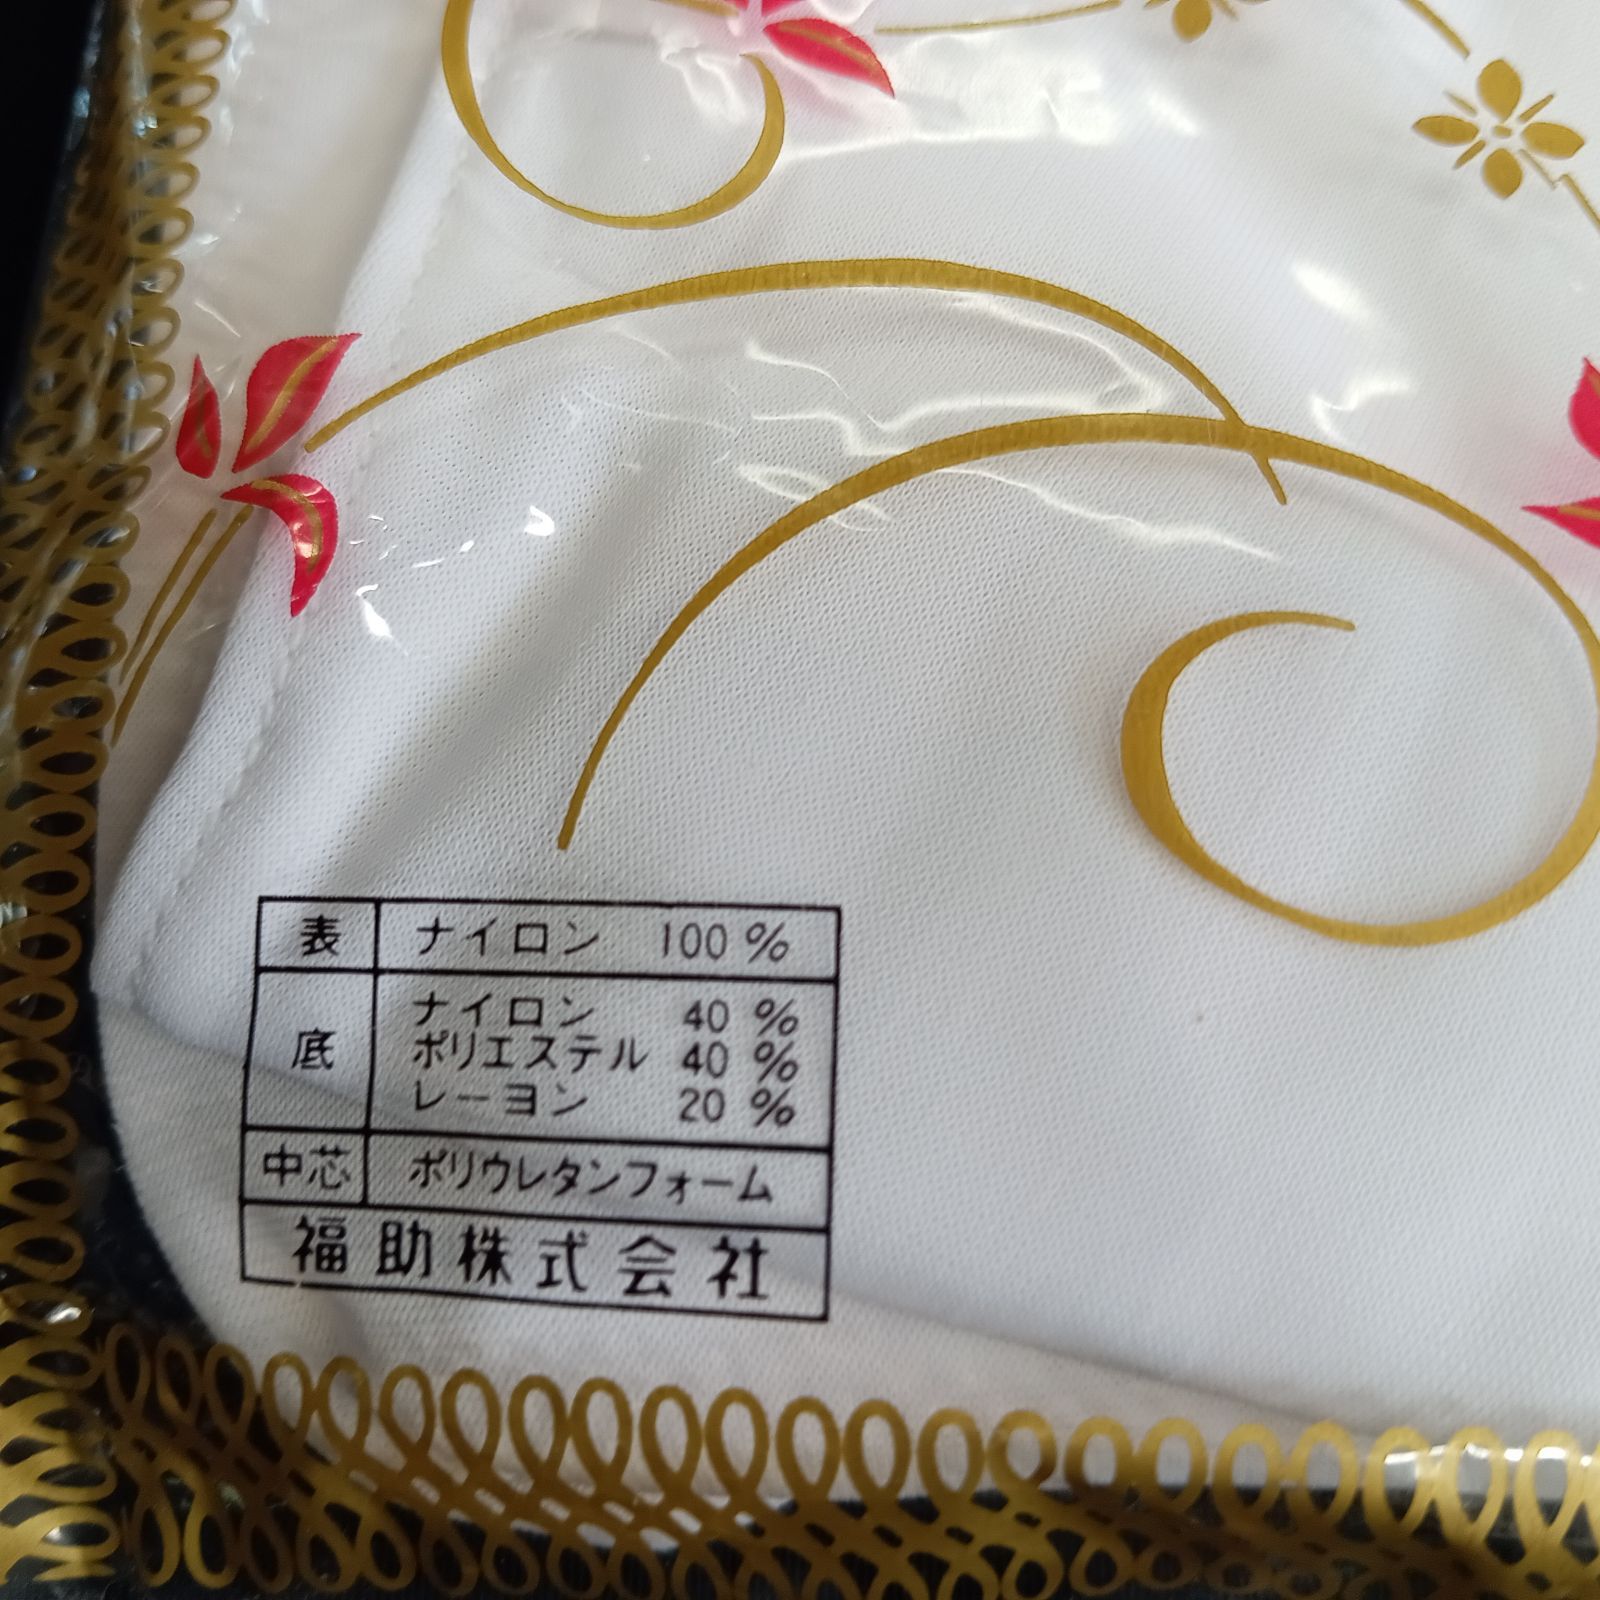 表 ナイロン 100%
ナイロン 40%
底 ポリエステル 40%
レーヨン 20%
中芯 ポリウレタンフォーム
福助株式会社